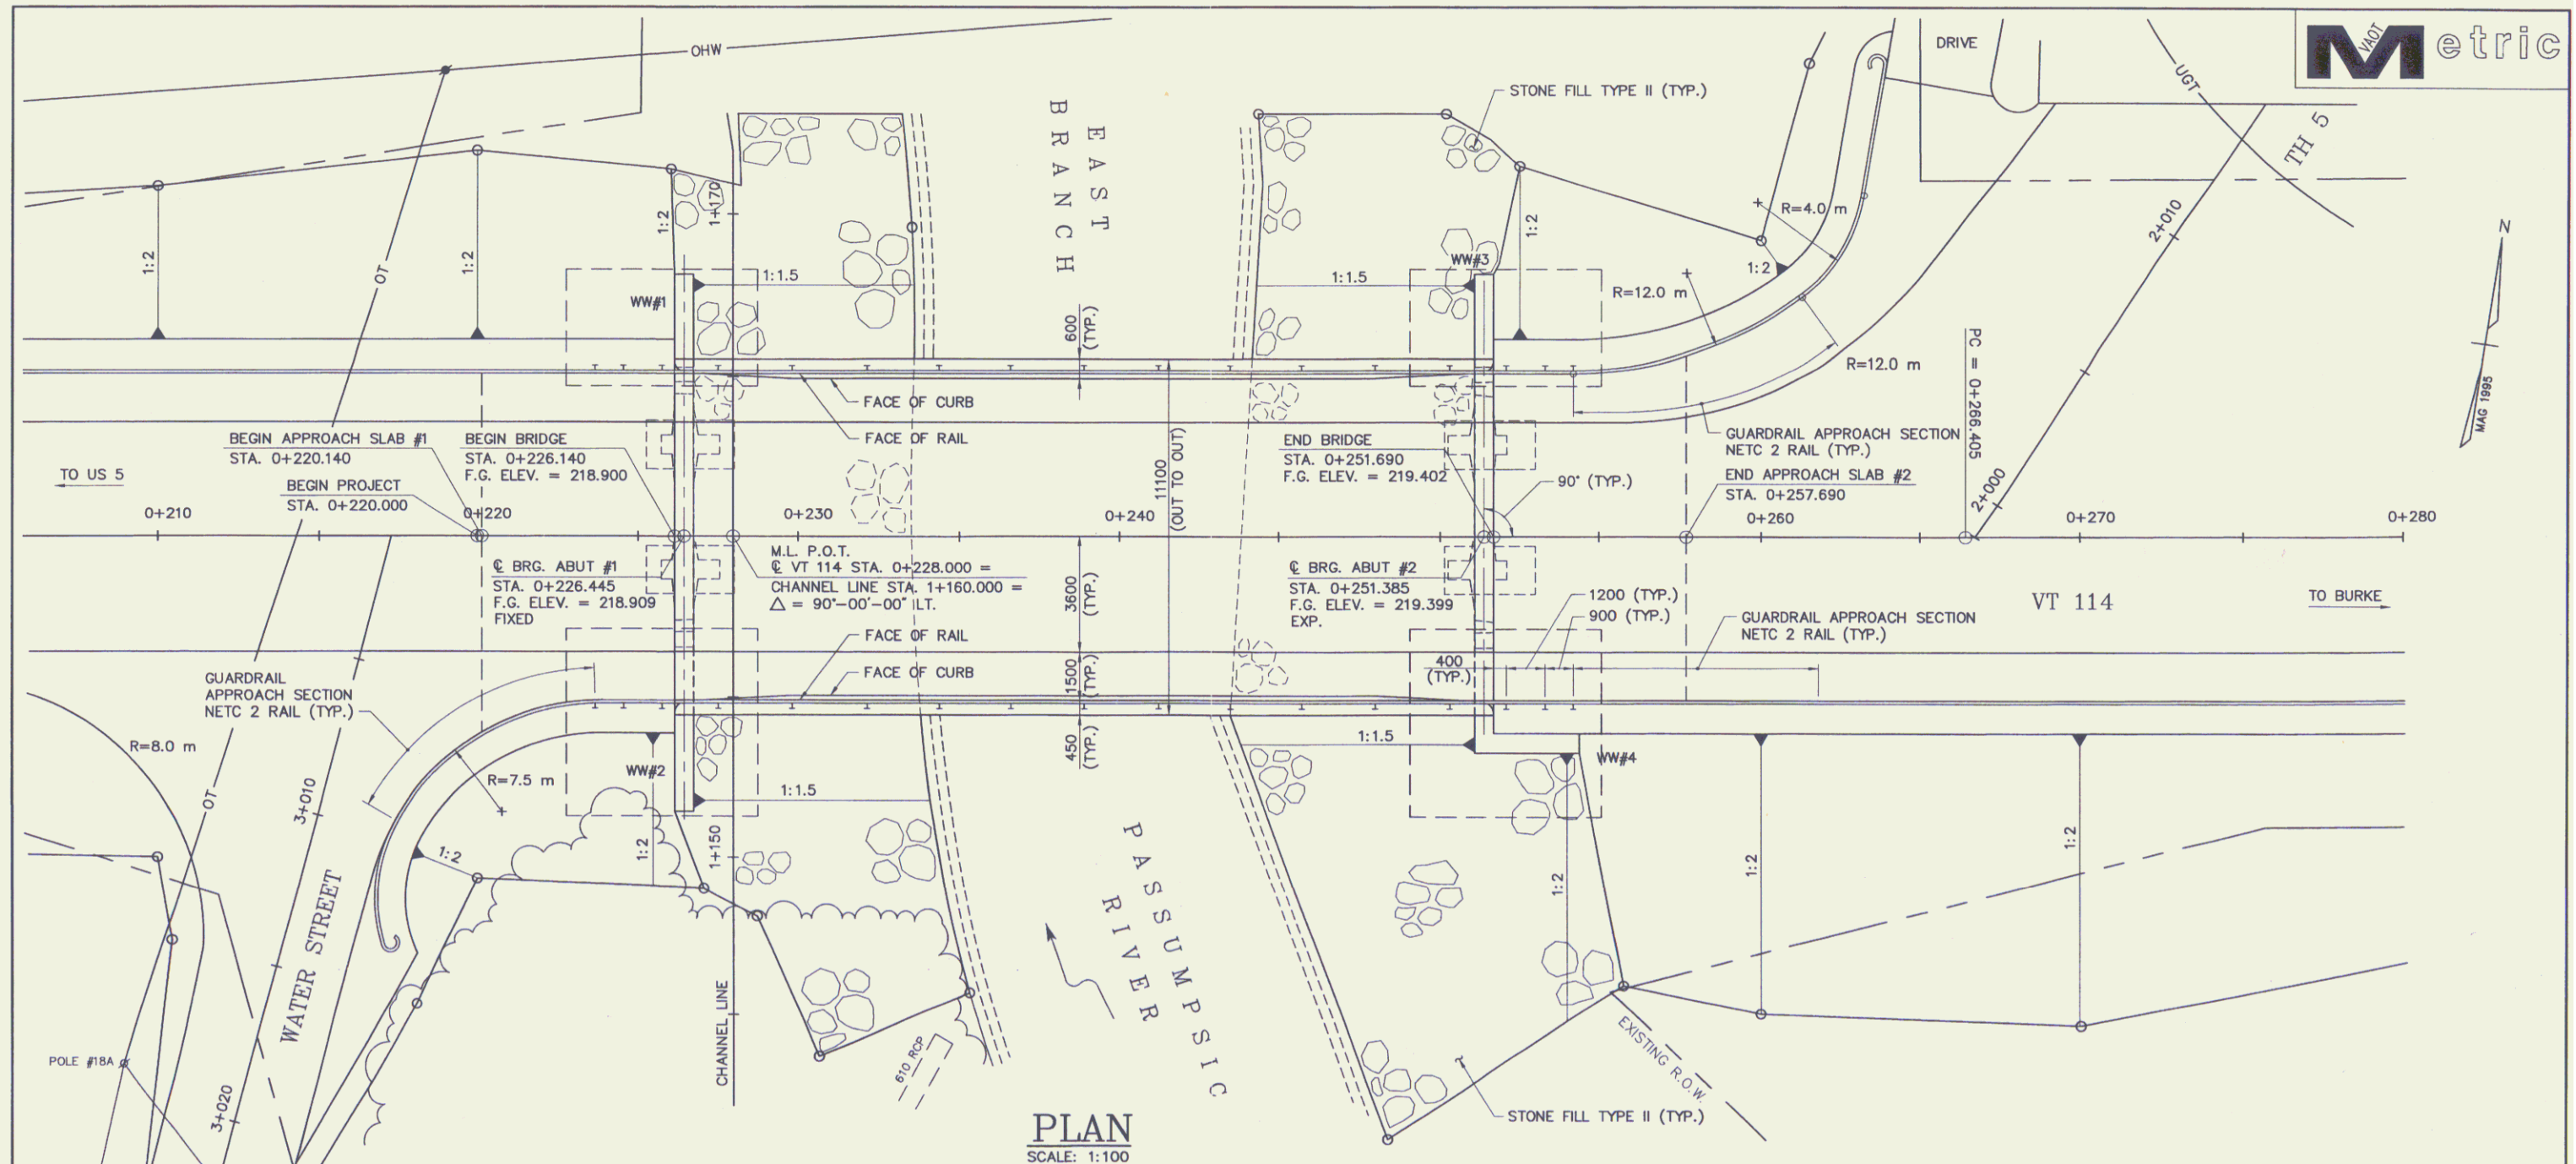 VAOT
Metric
OHW
DRIVE
UGT
TH 5
STONE FILL TYPE II (TYP.)
EAST
BRANCH
1+170
1:2
1:2
1:2
1:2
OT
2+010
R=4.0 m
1:2
N
MAG 1995
WW#1
1:1.5
1:1.5
WW#3
R=12.0 m
600
(TYP.)
R=12.0 m
PC = 0+266.405
FACE OF CURB
FACE OF RAIL
GUARDRAIL APPROACH SECTION
NETC 2 RAIL (TYP.)
BEGIN APPROACH SLAB #1
STA. 0+220.140
BEGIN BRIDGE
STA. 0+226.140
F.G. ELEV. = 218.900
END BRIDGE
STA. 0+251.690
F.G. ELEV. = 219.402
11100
(OUT TO OUT)
90° (TYP.)
END APPROACH SLAB #2
STA. 0+257.690
TO US 5
BEGIN PROJECT
STA. 0+220.000
2+000
0+210
0+220
0+230
0+240
0+260
0+270
0+280
℄ BRG. ABUT #1
STA. 0+226.445
F.G. ELEV. = 218.909
FIXED
M.L. P.O.T.
℄ VT 114 STA. 0+228.000 =
CHANNEL LINE STA. 1+160.000 =
△ = 90°-00'-00" LT.
3600
(TYP.)
℄ BRG. ABUT #2
STA. 0+251.385
F.G. ELEV. = 219.399
EXP.
1200 (TYP.)
900 (TYP.)
GUARDRAIL APPROACH SECTION
NETC 2 RAIL (TYP.)
VT 114
TO BURKE
FACE OF RAIL
FACE OF CURB
1500
(TYP.)
400
(TYP.)
GUARDRAIL
APPROACH SECTION
NETC 2 RAIL (TYP.)
R=8.0 m
450
(TYP.)
1:1.5
WW#4
WW#2
R=7.5 m
1:1.5
OT
3+010
1:2
1:2
1+150
1:2
1:2
1:2
PASSUMPSIC
RIVER
WATER STREET
CHANNEL LINE
POLE #18A
610 RCP
EXISTING R.O.W.
3+020
STONE FILL TYPE II (TYP.)
PLAN
SCALE: 1:100